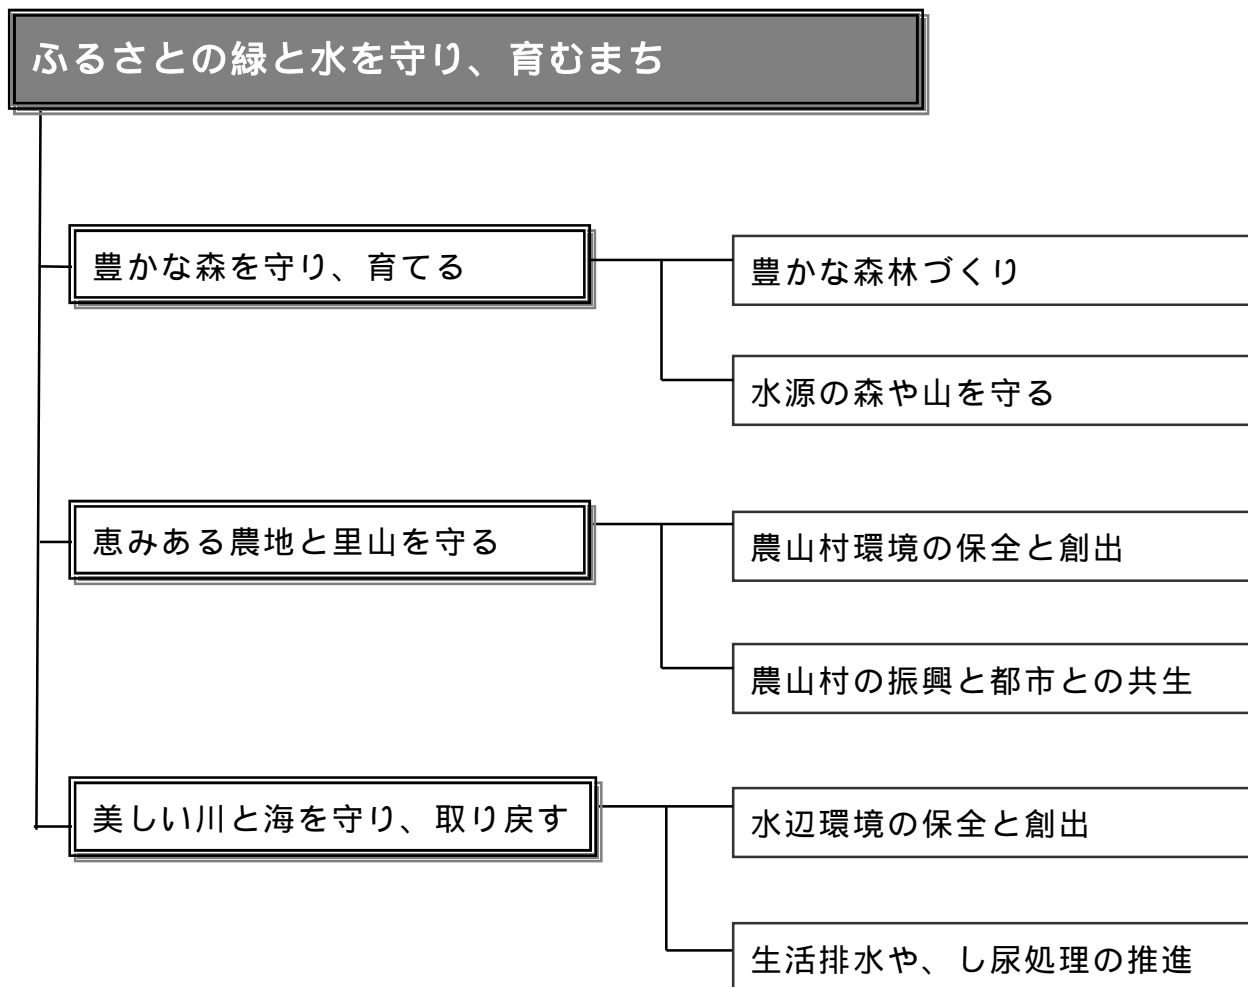 ふるさとの緑と水を守り、育むまち
豊かな森を守り、育てる
豊かな森林づくり
水源の森や山を守る
恵みある農地と里山を守る
農山村環境の保全と創出
農山村の振興と都市との共生
美しい川と海を守り、取り戻す
水辺環境の保全と創出
生活排水や、し尿処理の推進